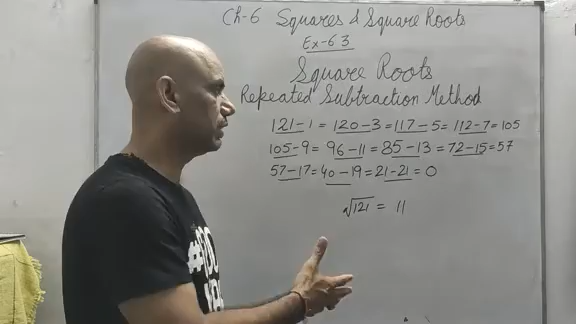 Ch-6 Squares & Square Roots
Ex-6 3
Square Roots
Repeated Subtraction Method
121-1 = 120-3 = 117-5 = 112-7 = 105
105-9 = 96-11 = 85-13 = 72-15 = 57
57-17 = 40-19 = 21-21 = 0
√121 = 11